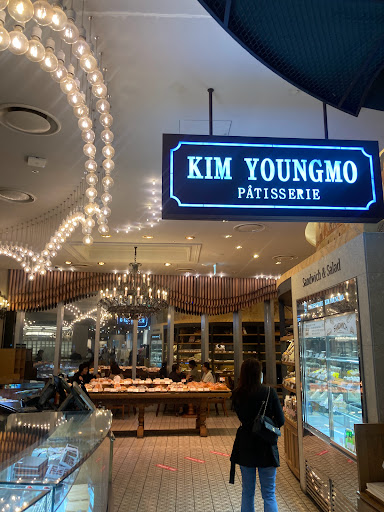 KIM YOUNGMO
PÂTISSERIE
Sandwich & Salad